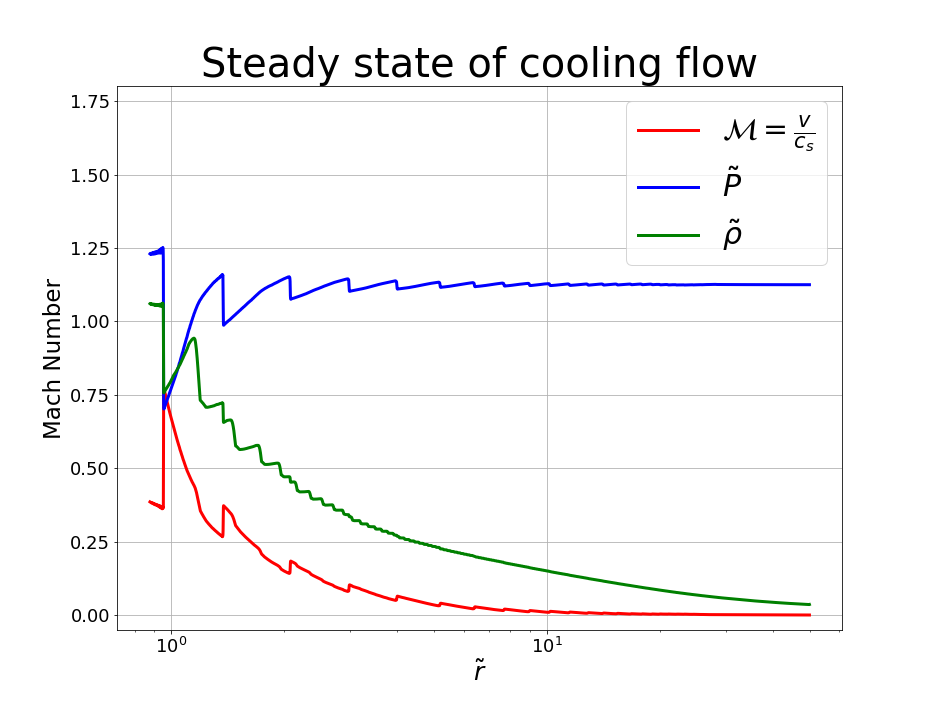 Steady state of cooling flow
ℳ = v/c_s
P̃
ρ̃
Mach Number
1.75
1.50
1.25
1.00
0.75
0.50
0.25
0.00
10⁰
10¹
r̃